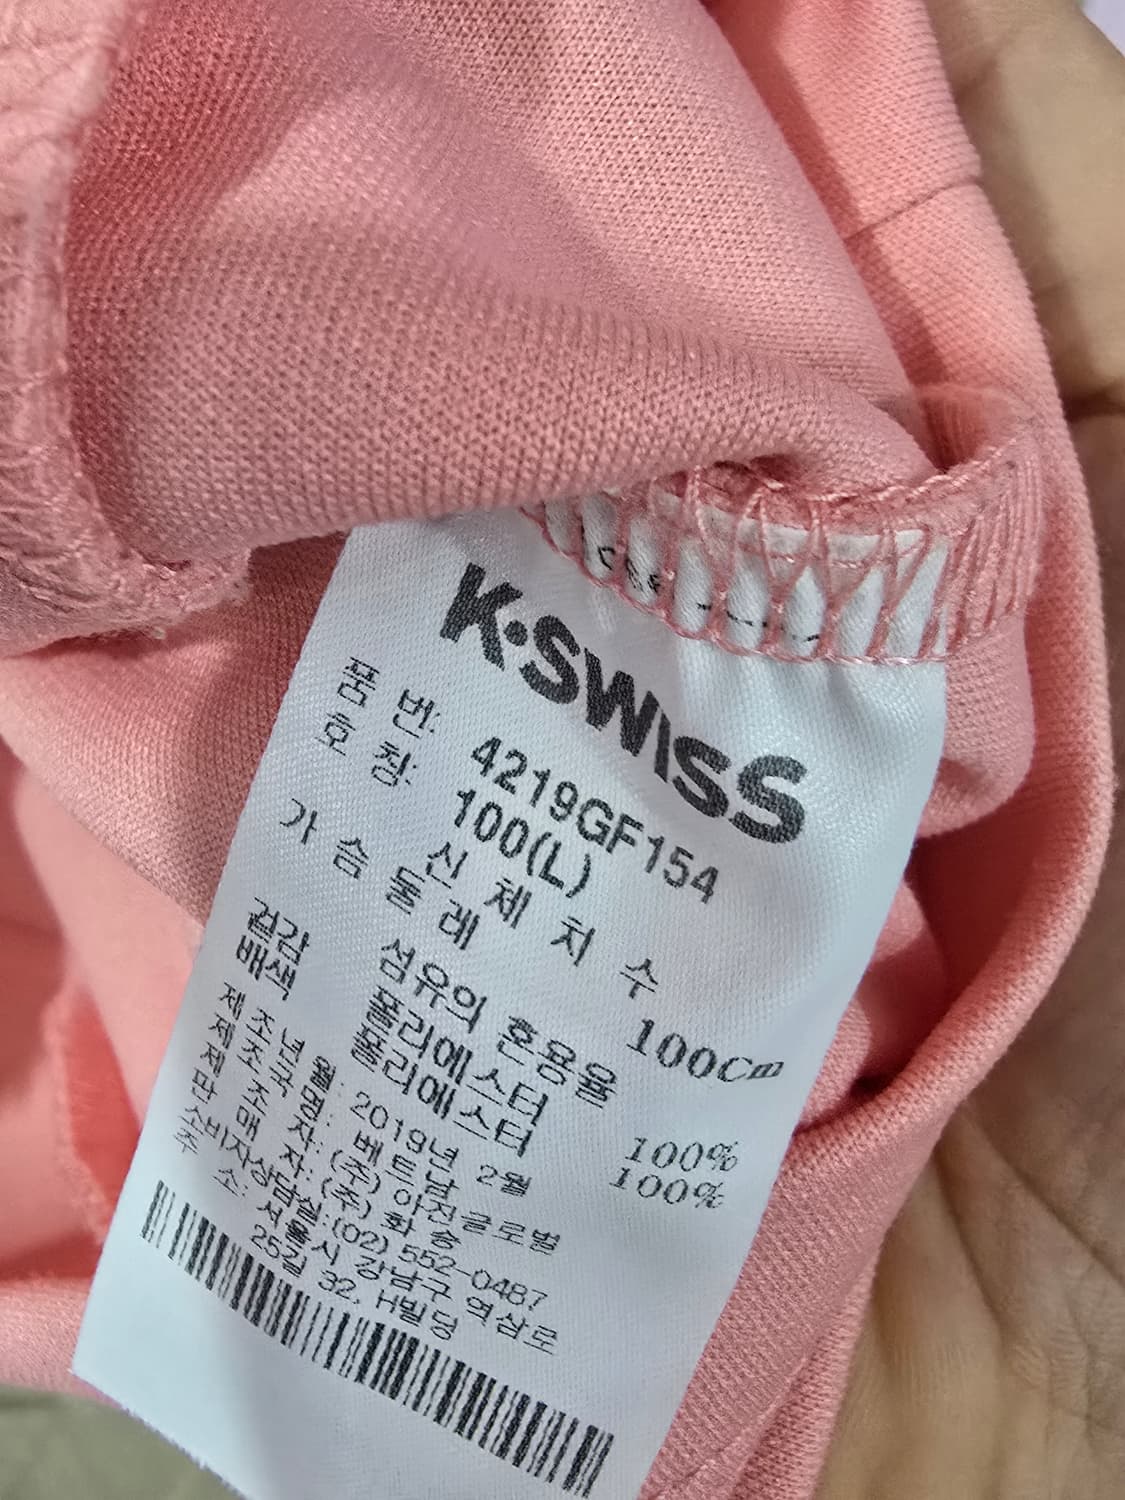 K·SWISS
품 번: 4219GF154
호 칭: 100(L)
신 체 치 수
가 슴 둘 레 100Cm
섬유의 혼용율
겉감 폴리에스터 100%
배색 폴리에스터 100%
제 조 년 월: 2019년 2월
제 조 국 명: 베트남
제 조 자: (주) 아진글로벌
판 매 자: (주) 화 승
소비자상담실: (02) 552-0487
주 소: 서울시 강남구 역삼로
25길 32, H빌딩